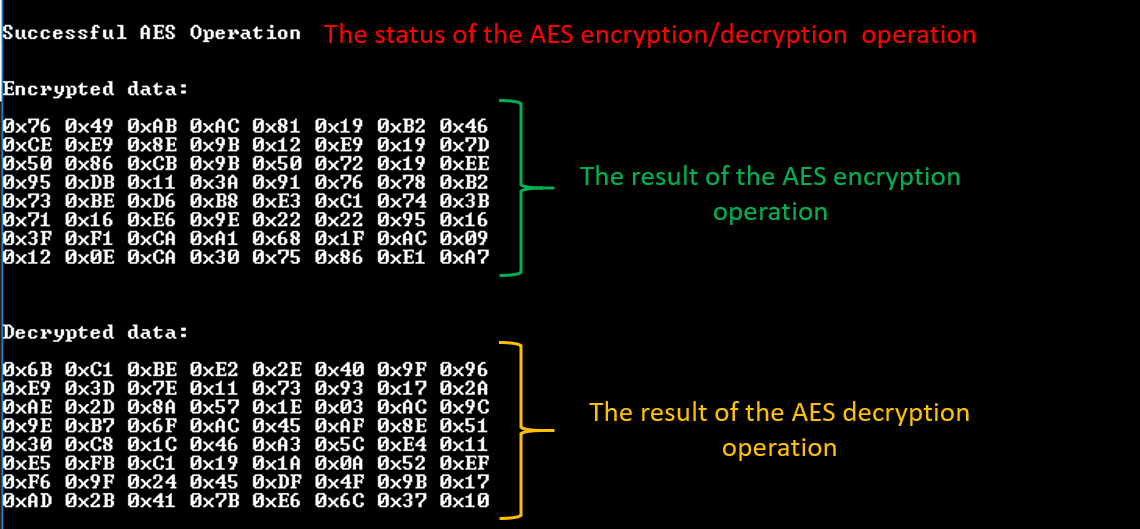 Successful AES Operation The status of the AES encryption/decryption operation
Encrypted data:
0x76 0x49 0xAB 0xAC 0x81 0x19 0xB2 0x46
0xCE 0xE9 0x8E 0x9B 0x12 0xE9 0x19 0x7D
0x50 0x86 0xCB 0x9B 0x50 0x72 0x19 0xEE
0x95 0xDB 0x11 0x3A 0x91 0x76 0x78 0xB2
0x73 0xBE 0xD6 0xB8 0xE3 0xC1 0x74 0x3B
0x71 0x16 0xE6 0x9E 0x22 0x22 0x95 0x16
0x3F 0xF1 0xCA 0xA1 0x68 0x1F 0xAC 0x09
0x12 0x0E 0xCA 0x30 0x75 0x86 0xE1 0xA7
The result of the AES encryption
operation
Decrypted data:
0x6B 0xC1 0xBE 0xE2 0x2E 0x40 0x9F 0x96
0xE9 0x3D 0x7E 0x11 0x73 0x93 0x17 0x2A
0xAE 0x2D 0x8A 0x57 0x1E 0x03 0xAC 0x9C
0x9E 0xB7 0x6F 0xAC 0x45 0xAF 0x8E 0x51
0x30 0xC8 0x1C 0x46 0xA3 0x5C 0xE4 0x11
0xE5 0xFB 0xC1 0x19 0x1A 0x0A 0x52 0xEF
0xF6 0x9F 0x24 0x45 0xDF 0x4F 0x9B 0x17
0xAD 0x2B 0x41 0x7B 0xE6 0x6C 0x37 0x10
The result of the AES decryption
operation